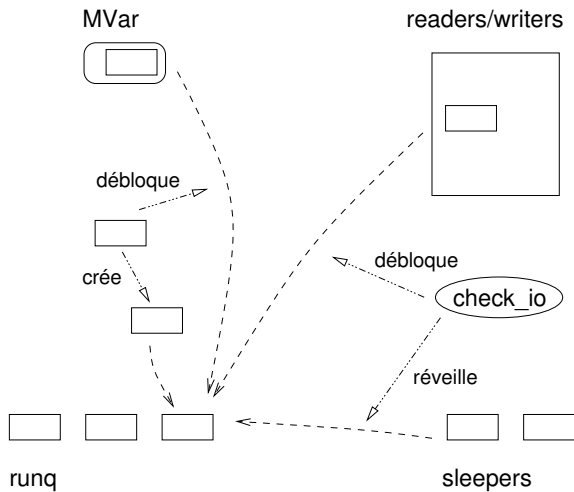 MVar
readers/writers
débloque
crée
débloque
check_io
réveille
runq
sleepers